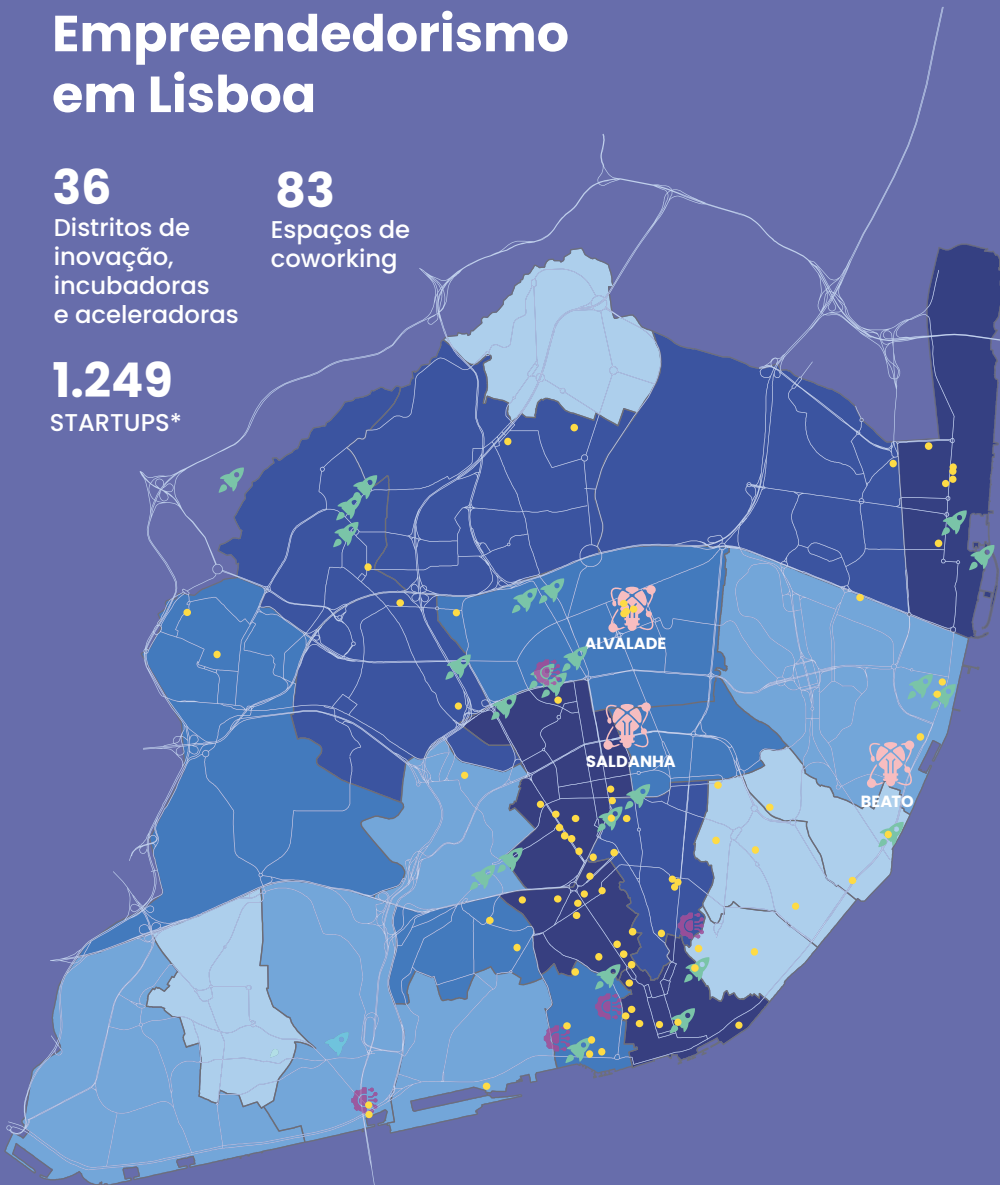 Empreendedorismo
em Lisboa
36
Distritos de
inovação,
incubadoras
e aceleradoras
83
Espaços de
coworking
1.249
STARTUPS*
ALVALADE
SALDANHA
BEATO